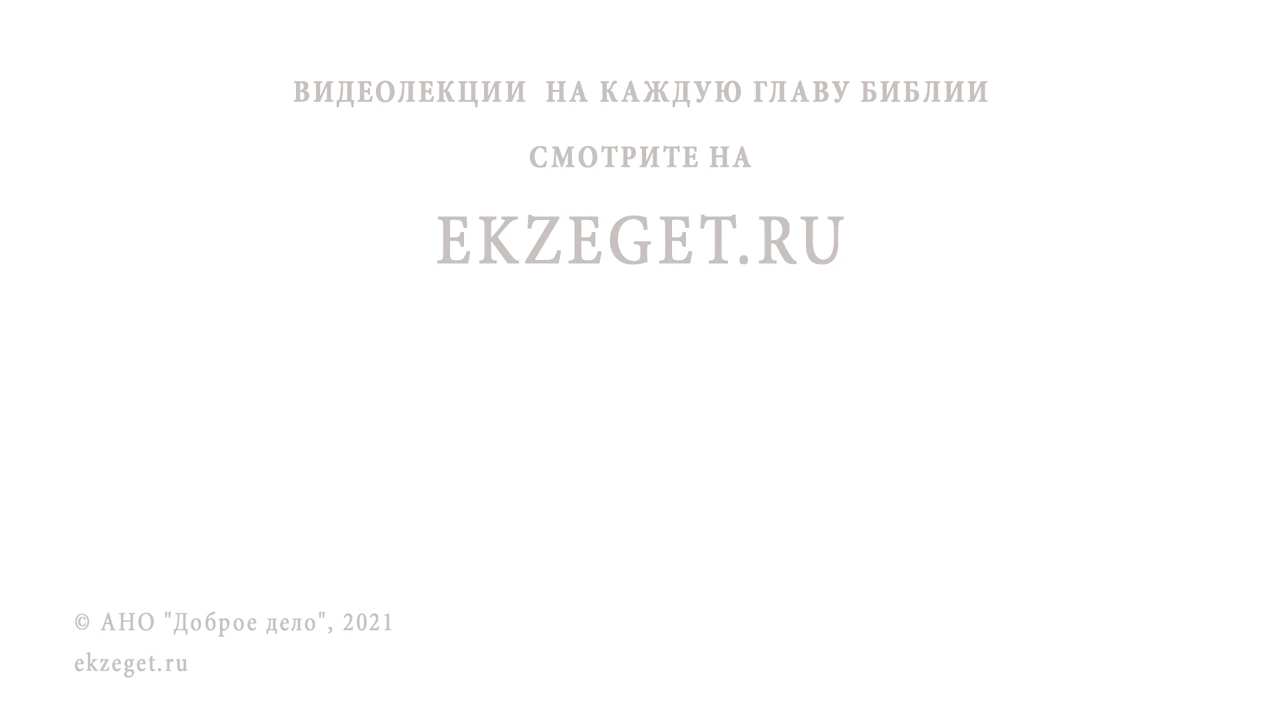 ВИДЕОЛЕКЦИИ  НА КАЖДУЮ ГЛАВУ БИБЛИИ
СМОТРИТЕ НА
EKZEGET.RU
© АНО "Доброе дело", 2021
ekzeget.ru